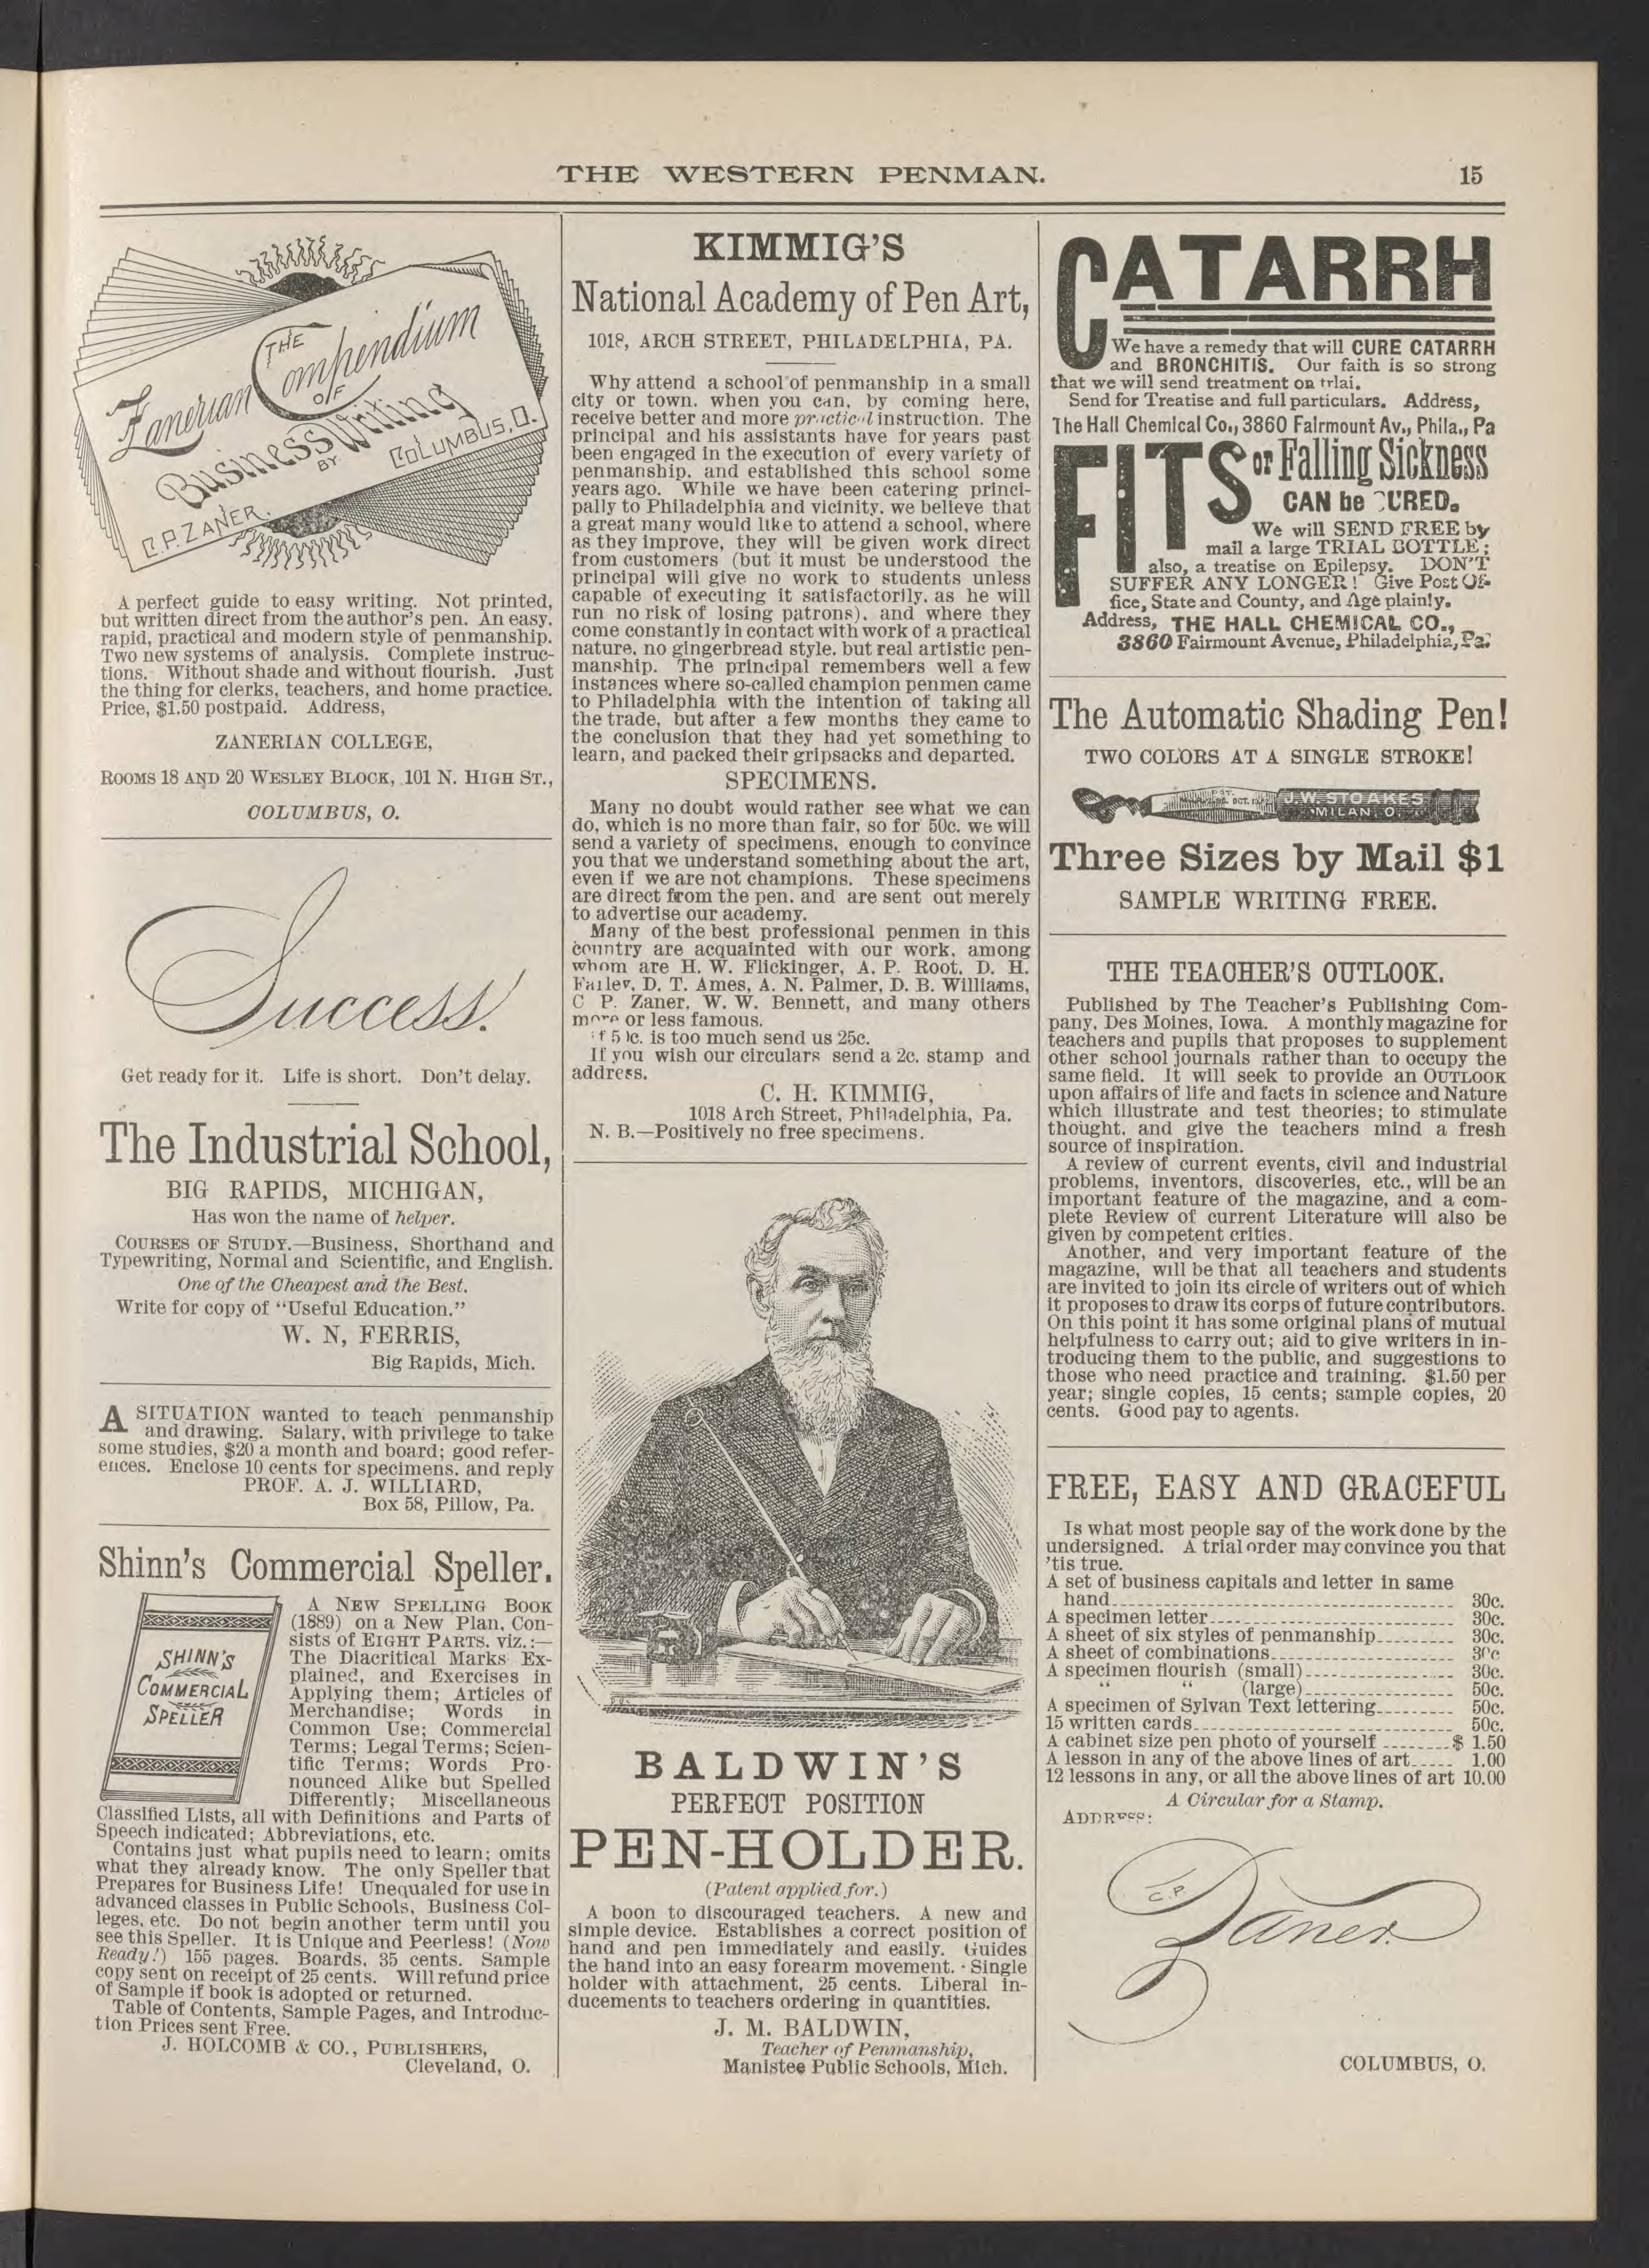 THE WESTERN PENMAN. 15
THE
Zanerian Compendium
OF
Business Writing
BY
C.P. ZANER. COLUMBUS, O.
A perfect guide to easy writing. Not printed,
but written direct from the author's pen. An easy,
rapid, practical and modern style of penmanship.
Two new systems of analysis. Complete instruc-
tions. Without shade and without flourish. Just
the thing for clerks, teachers, and home practice.
Price, $1.50 postpaid. Address,
ZANERIAN COLLEGE,
ROOMS 18 AND 20 WESLEY BLOCK, 101 N. HIGH ST.,
COLUMBUS, O.
Success.
Get ready for it. Life is short. Don't delay.
The Industrial School,
BIG RAPIDS, MICHIGAN,
Has won the name of helper.
COURSES OF STUDY.—Business, Shorthand and
Typewriting, Normal and Scientific, and English.
One of the Cheapest and the Best.
Write for copy of "Useful Education."
W. N, FERRIS,
Big Rapids, Mich.
A SITUATION wanted to teach penmanship
and drawing. Salary, with privilege to take
some studies, $20 a month and board; good refer-
ences. Enclose 10 cents for specimens, and reply
PROF. A. J. WILLIARD,
Box 58, Pillow, Pa.
Shinn's Commercial Speller.
SHINN'S
COMMERCIAL
SPELLER
A NEW SPELLING BOOK
(1889) on a New Plan, Con-
sists of EIGHT PARTS, viz.:—
The Diacritical Marks Ex-
plained, and Exercises in
Applying them; Articles of
Merchandise; Words in
Common Use; Commercial
Terms; Legal Terms; Scien-
tific Terms; Words Pro-
nounced Alike but Spelled
Differently; Miscellaneous
Classified Lists, all with Definitions and Parts of
Speech indicated; Abbreviations, etc.
Contains just what pupils need to learn; omits
what they already know. The only Speller that
Prepares for Business Life! Unequaled for use in
advanced classes in Public Schools, Business Col-
leges, etc. Do not begin another term until you
see this Speller. It is Unique and Peerless! (Now
Ready!) 155 pages. Boards, 35 cents. Sample
copy sent on receipt of 25 cents. Will refund price
of Sample if book is adopted or returned.
Table of Contents, Sample Pages, and Introduc-
tion Prices sent Free.
J. HOLCOMB & CO., PUBLISHERS,
Cleveland, O.
KIMMIG'S
National Academy of Pen Art,
1018, ARCH STREET, PHILADELPHIA, PA.
Why attend a school of penmanship in a small
city or town, when you can, by coming here,
receive better and more practical instruction. The
principal and his assistants have for years past
been engaged in the execution of every variety of
penmanship, and established this school some
years ago. While we have been catering princi-
pally to Philadelphia and vicinity, we believe that
a great many would like to attend a school, where
as they improve, they will be given work direct
from customers (but it must be understood the
principal will give no work to students unless
capable of executing it satisfactorily, as he will
run no risk of losing patrons), and where they
come constantly in contact with work of a practical
nature, no gingerbread style, but real artistic pen-
manship. The principal remembers well a few
instances where so-called champion penmen came
to Philadelphia with the intention of taking all
the trade, but after a few months they came to
the conclusion that they had yet something to
learn, and packed their gripsacks and departed.
SPECIMENS.
Many no doubt would rather see what we can
do, which is no more than fair, so for 50c. we will
send a variety of specimens, enough to convince
you that we understand something about the art,
even if we are not champions. These specimens
are direct from the pen, and are sent out merely
to advertise our academy.
Many of the best professional penmen in this
country are acquainted with our work, among
whom are H. W. Flickinger, A. P. Root, D. H.
Farley, D. T. Ames, A. N. Palmer, D. B. Williams,
C P. Zaner, W. W. Bennett, and many others
more or less famous.
If 50c. is too much send us 25c.
If you wish our circulars send a 2c. stamp and
address.
C. H. KIMMIG,
1018 Arch Street, Philadelphia, Pa.
N. B.—Positively no free specimens.
BALDWIN'S
PERFECT POSITION
PEN-HOLDER.
(Patent applied for.)
A boon to discouraged teachers. A new and
simple device. Establishes a correct position of
hand and pen immediately and easily. Guides
the hand into an easy forearm movement. Single
holder with attachment, 25 cents. Liberal in-
ducements to teachers ordering in quantities.
J. M. BALDWIN,
Teacher of Penmanship,
Manistee Public Schools, Mich.
CATARRH
We have a remedy that will CURE CATARRH
and BRONCHITIS. Our faith is so strong
that we will send treatment on trial.
Send for Treatise and full particulars. Address,
The Hall Chemical Co., 3860 Fairmount Av., Phila., Pa
FITS or Falling Sickness
CAN be CURED.
We will SEND FREE by
mail a large TRIAL BOTTLE;
also, a treatise on Epilepsy. DON'T
SUFFER ANY LONGER! Give Post Of-
fice, State and County, and Age plainly.
Address, THE HALL CHEMICAL CO.,
3860 Fairmount Avenue, Philadelphia, Pa.
The Automatic Shading Pen!
TWO COLORS AT A SINGLE STROKE!
J.W. STOAKES
MILAN, O.
Three Sizes by Mail $1
SAMPLE WRITING FREE.
THE TEACHER'S OUTLOOK.
Published by The Teacher's Publishing Com-
pany, Des Moines, Iowa. A monthly magazine for
teachers and pupils that proposes to supplement
other school journals rather than to occupy the
same field. It will seek to provide an OUTLOOK
upon affairs of life and facts in science and Nature
which illustrate and test theories; to stimulate
thought, and give the teachers mind a fresh
source of inspiration.
A review of current events, civil and industrial
problems, inventors, discoveries, etc., will be an
important feature of the magazine, and a com-
plete Review of current Literature will also be
given by competent critics.
Another, and very important feature of the
magazine, will be that all teachers and students
are invited to join its circle of writers out of which
it proposes to draw its corps of future contributors.
On this point it has some original plans of mutual
helpfulness to carry out; aid to give writers in in-
troducing them to the public, and suggestions to
those who need practice and training. $1.50 per
year; single copies, 15 cents; sample copies, 20
cents. Good pay to agents.
FREE, EASY AND GRACEFUL
Is what most people say of the work done by the
undersigned. A trial order may convince you that
'tis true.
A set of business capitals and letter in same
hand 30c.
A specimen letter 30c.
A sheet of six styles of penmanship 30c.
A sheet of combinations 30c
A specimen flourish (small) 30c.
" " (large) 50c.
A specimen of Sylvan Text lettering 50c.
15 written cards 50c.
A cabinet size pen photo of yourself $ 1.50
A lesson in any of the above lines of art 1.00
12 lessons in any, or all the above lines of art 10.00
A Circular for a Stamp.
ADDRESS:
C.P. Zaner.
COLUMBUS, O.